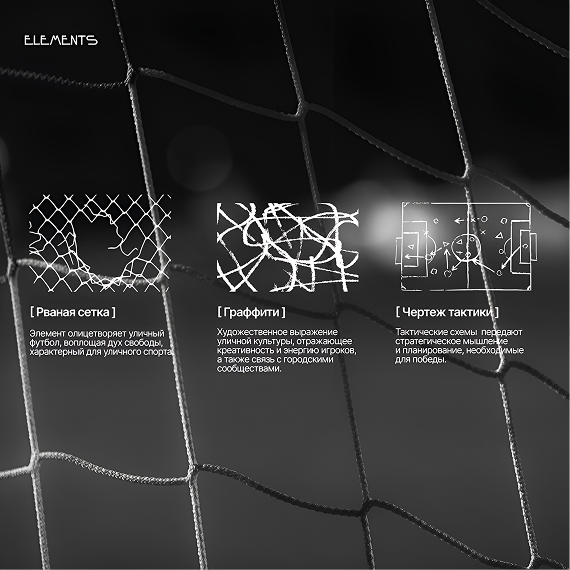 ELEMENTS
[ Рваная сетка ]
Элемент олицетворяет уличный
футбол, воплощая дух свободы,
характерный для уличного спорта.
[ Граффити ]
Художественное выражение
уличной культуры, отражающее
креативность и энергию игроков,
а также связь с городскими
сообществами.
[ Чертеж тактики ]
Тактические схемы передают
стратегическое мышление
и планирование, необходимые
для победы.